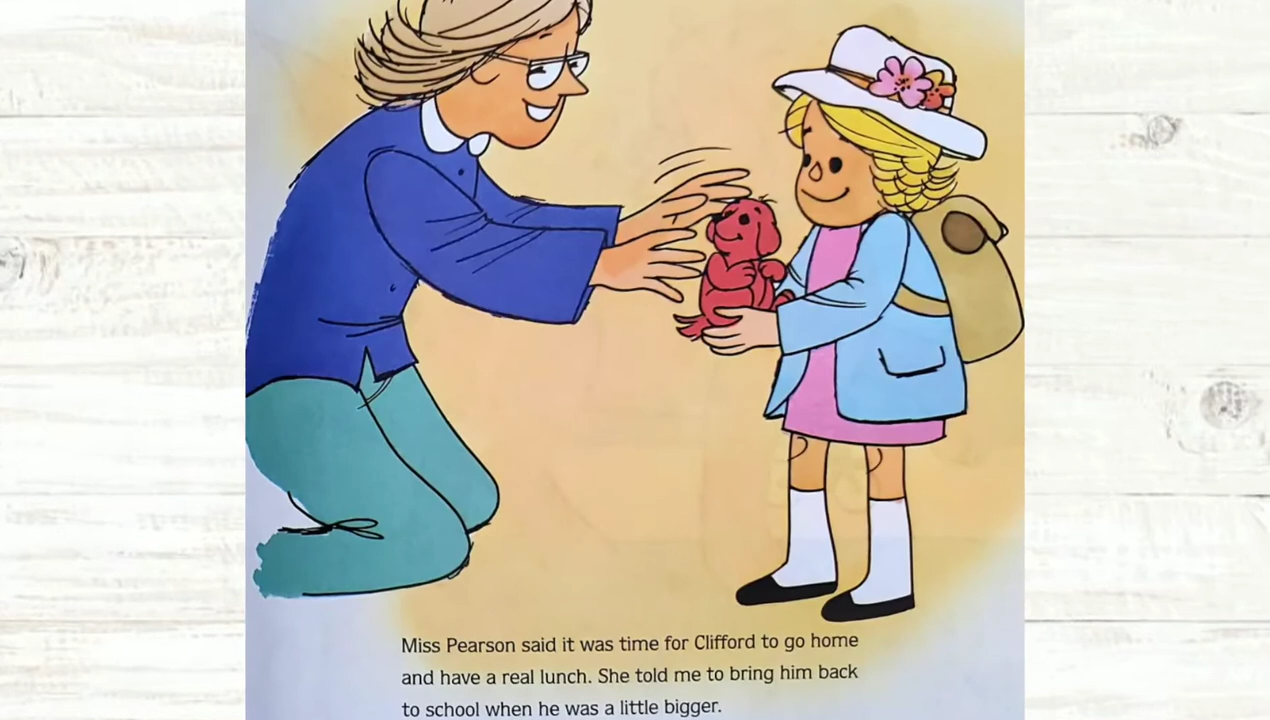 Miss Pearson said it was time for Clifford to go home
and have a real lunch. She told me to bring him back
to school when he was a little bigger.